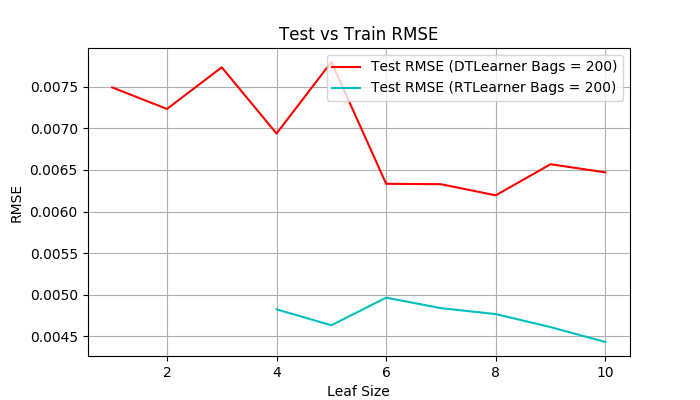 Test vs Train RMSE
Test RMSE (DTLearner Bags = 200)
Test RMSE (RTLearner Bags = 200)
0.0075
0.0070
0.0065
0.0060
0.0055
0.0050
0.0045
RMSE
2 4 6 8 10
Leaf Size